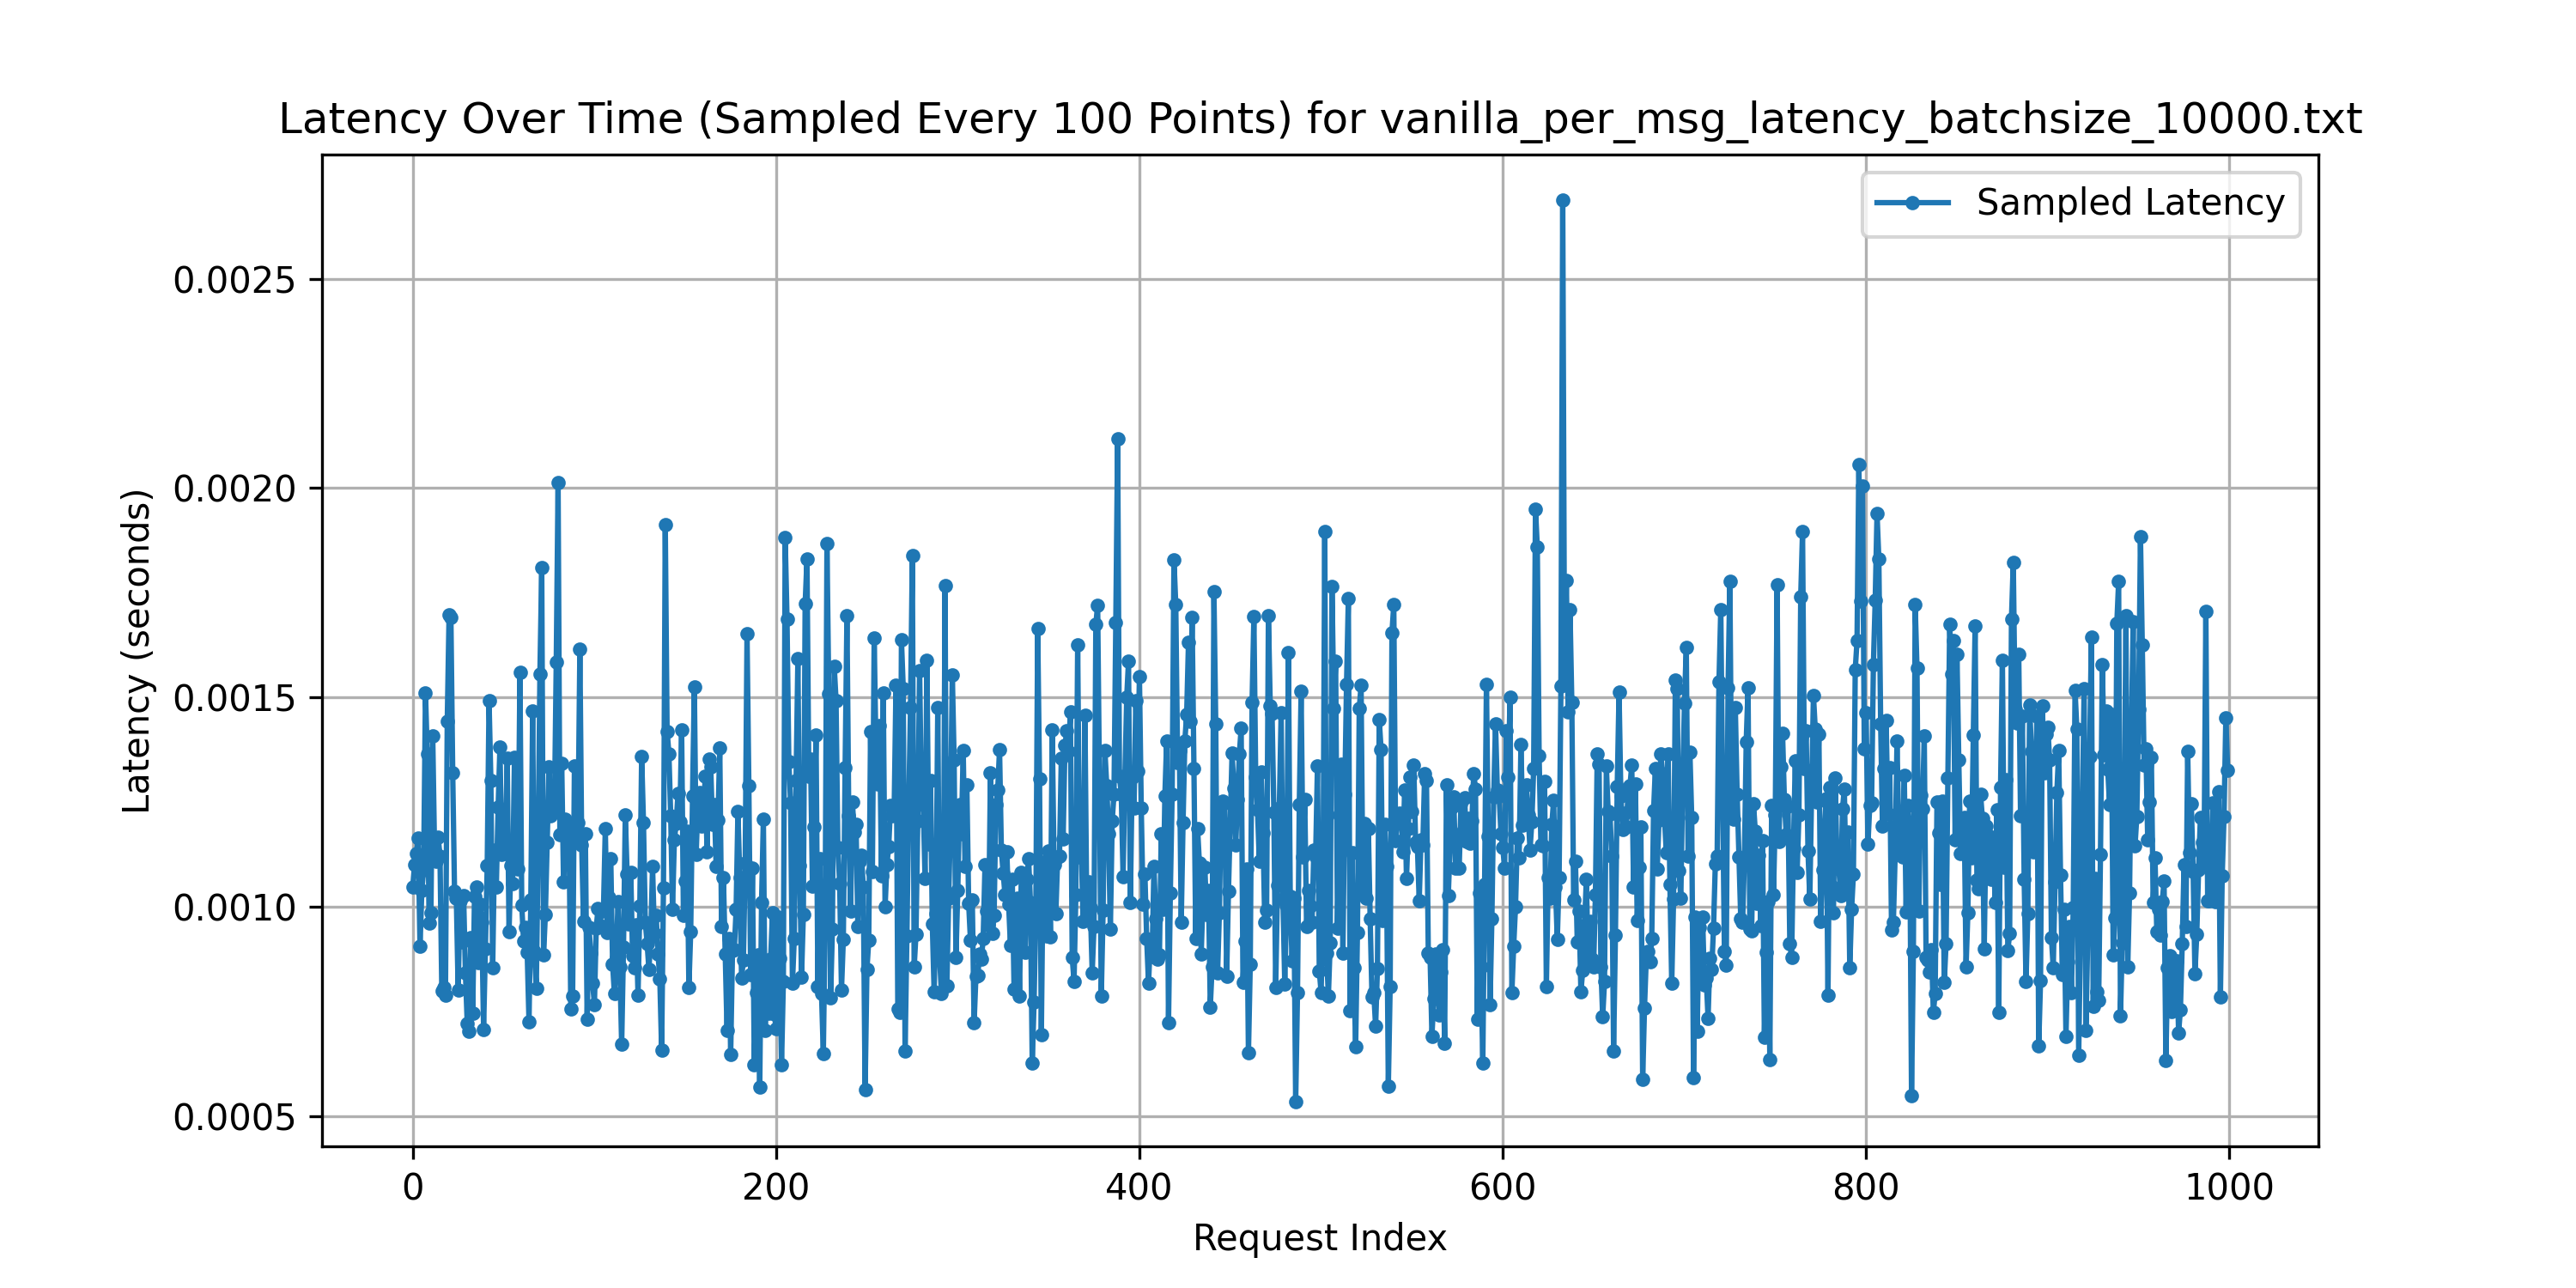 Latency Over Time (Sampled Every 100 Points) for vanilla_per_msg_latency_batchsize_10000.txt
Sampled Latency
Latency (seconds)
0.0025
0.0020
0.0015
0.0010
0.0005
0 200 400 600 800 1000
Request Index